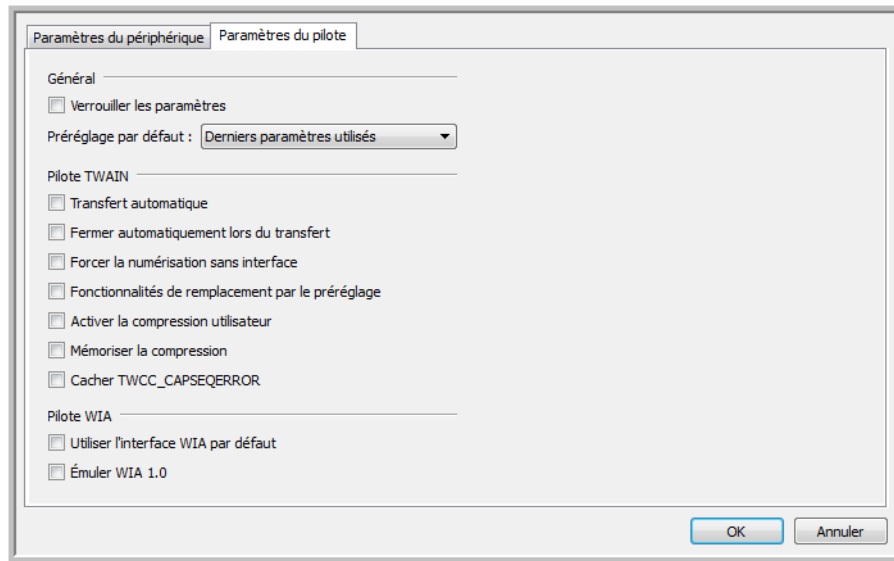 Paramètres du périphérique Paramètres du pilote
Général
Verrouiller les paramètres
Préréglage par défaut : Derniers paramètres utilisés
Pilote TWAIN
Transfert automatique
Fermer automatiquement lors du transfert
Forcer la numérisation sans interface
Fonctionnalités de remplacement par le préréglage
Activer la compression utilisateur
Mémoriser la compression
Cacher TWCC_CAPSEQERROR
Pilote WIA
Utiliser l'interface WIA par défaut
Émuler WIA 1.0
OK Annuler